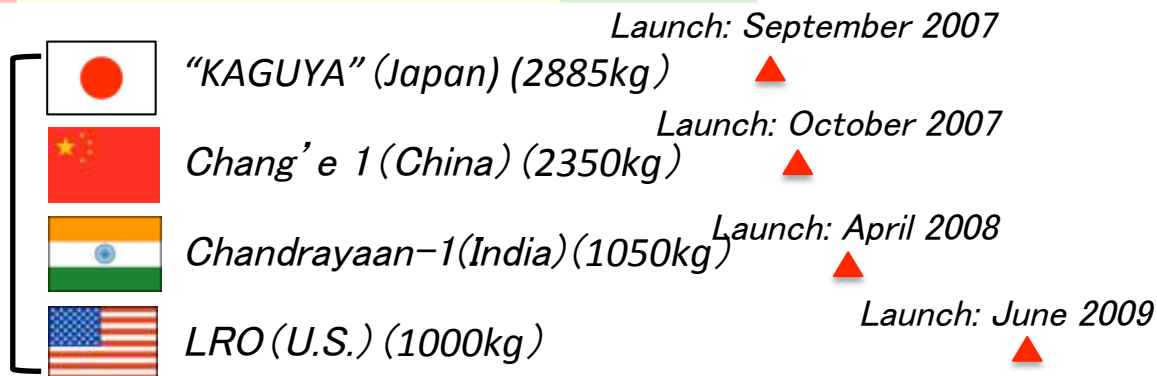 Launch: September 2007
“KAGUYA” (Japan) (2885kg)
Launch: October 2007
Chang’e 1 (China) (2350kg)
Launch: April 2008
Chandrayaan-1(India)(1050kg)
Launch: June 2009
LRO (U.S.) (1000kg)